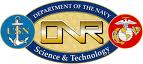 DEPARTMENT OF THE NAVY
ONR
Science & Technology